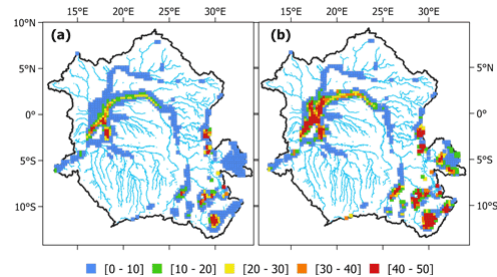 15°E 20°E 25°E 30°E 15°E 20°E 25°E 30°E
10°N (a) (b)
5°N 5°N
0° 0°
5°S 5°S
10°S 10°S
[0 - 10] [10 - 20] [20 - 30] [30 - 40] [40 - 50]